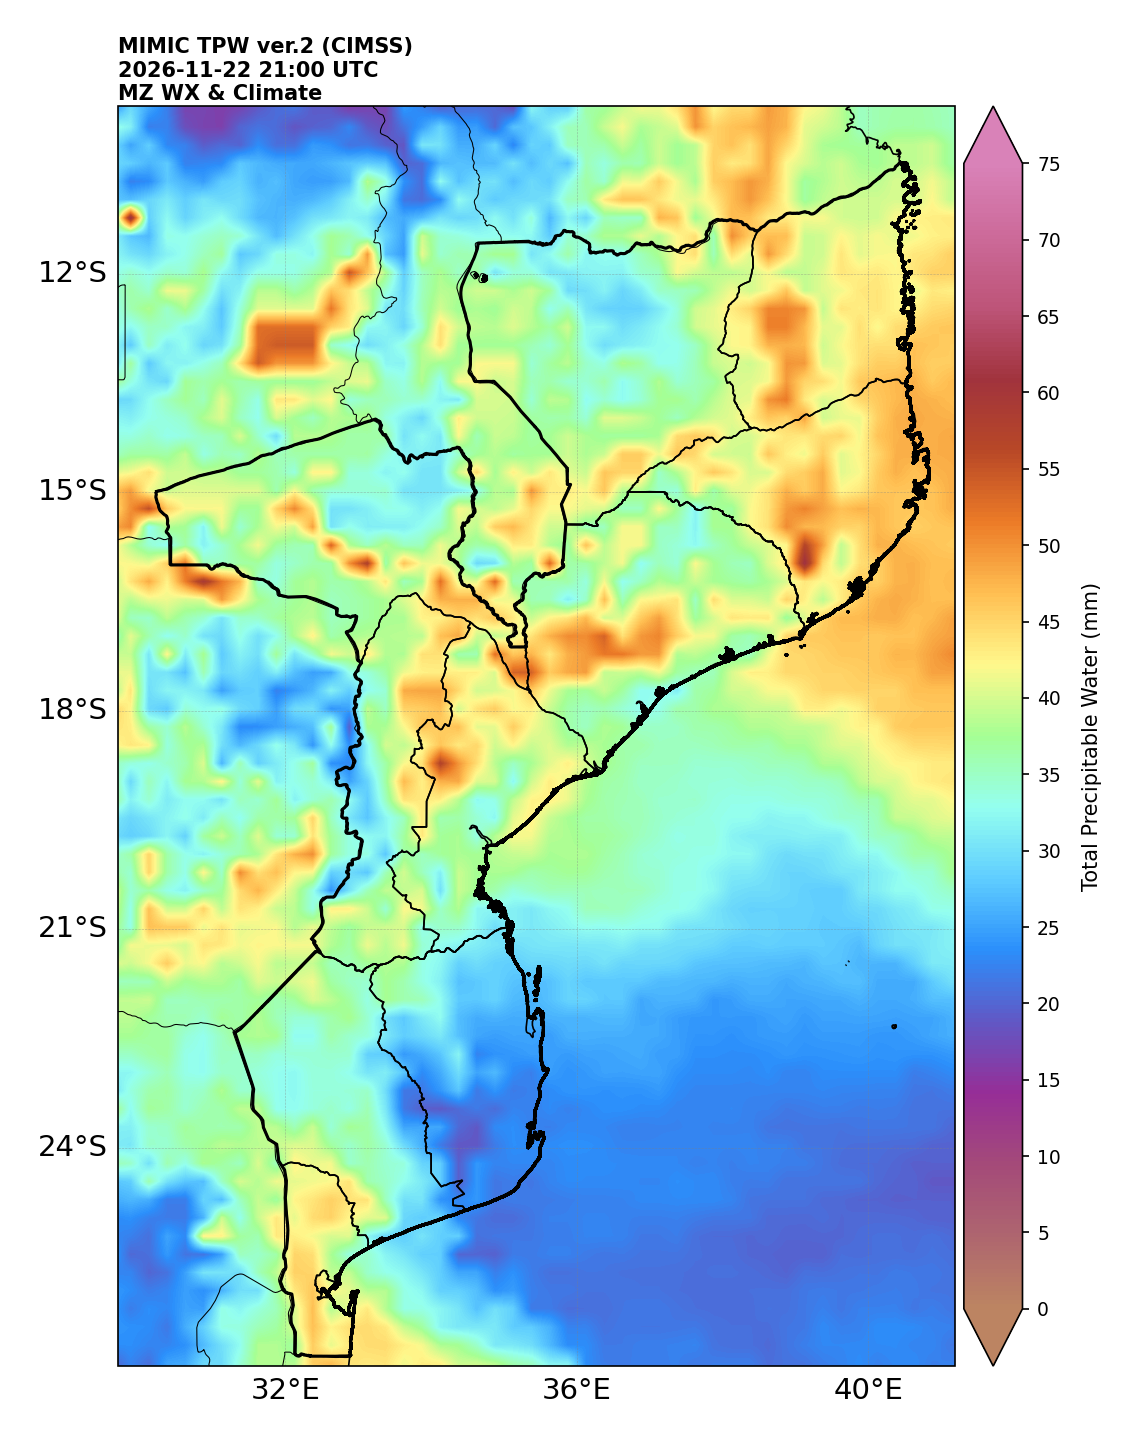 MIMIC TPW ver.2 (CIMSS)
2026-11-22 21:00 UTC
MZ WX & Climate
12°S
15°S
18°S
21°S
24°S
32°E
36°E
40°E
75
70
65
60
55
50
45
40
35
30
25
20
15
10
5
0
Total Precipitable Water (mm)